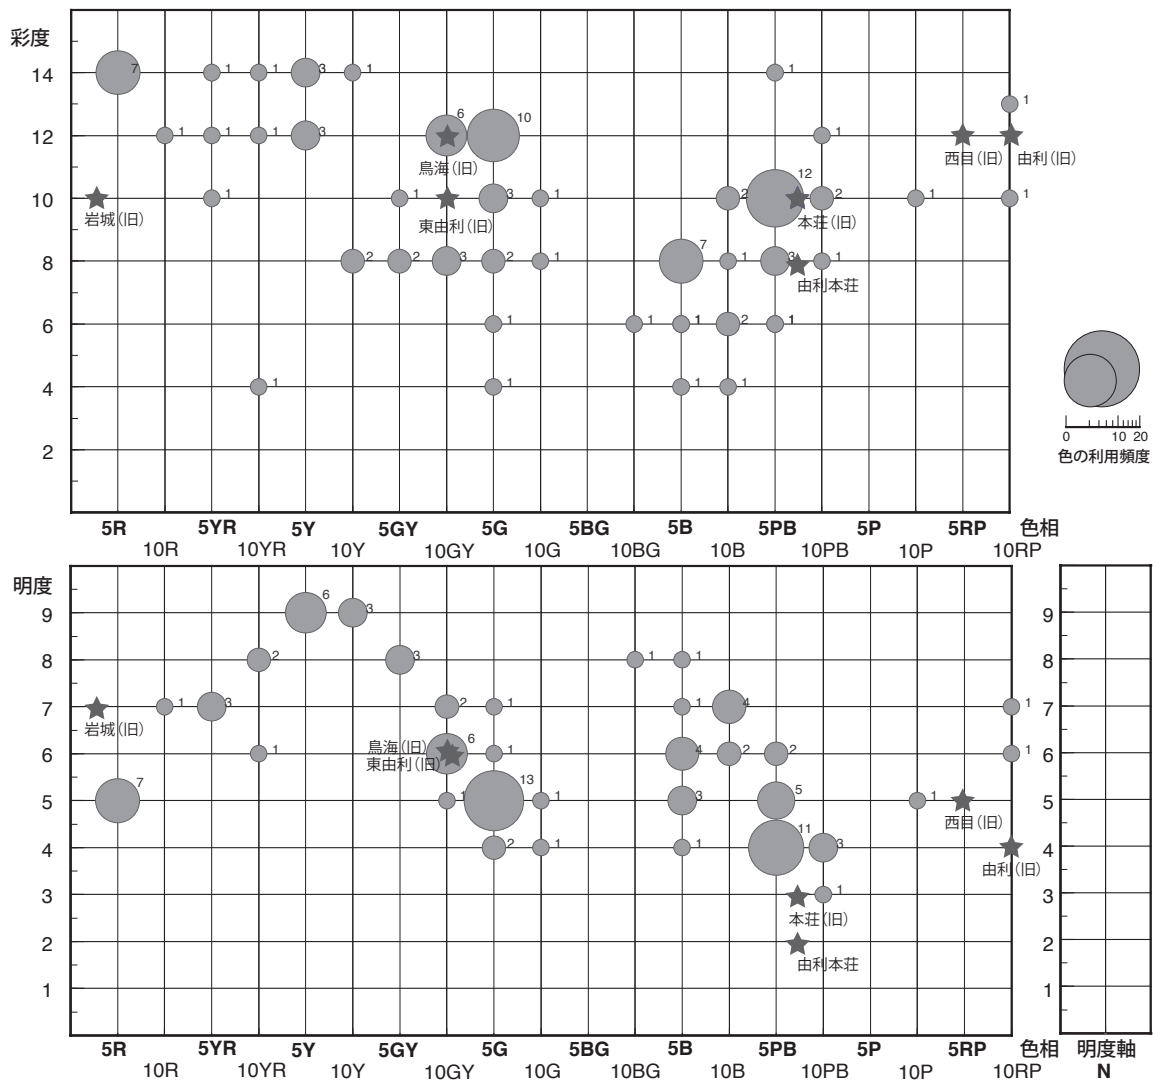 彩度
7 1 1 3 1 1
14
1
6 10
1 1 1 3 1
12
鳥海（旧） 西目（旧） 由利（旧）
12
1 1 3 1 2 2 1 1
10
岩城（旧） 東由利（旧） 本荘（旧）
7
2 2 3 2 1 1 3 1
8
由利本荘
1 1 1 2 1
6
1 1 1 1
4
2
0 10 20
色の利用頻度
5R 5YR 5Y 5GY 5G 5BG 5B 5PB 5P 5RP 色相
10R 10YR 10Y 10GY 10G 10BG 10B 10PB 10P 10RP
明度
6 3
9 9
2 3 1 1
8 8
1 3 2 1 1 4 1
7 7
岩城（旧）
鳥海（旧） 6
1 1 4 2 2 1
6 6
東由利（旧）
7 13 5
1 1 3 1
5 5
西目（旧）
11
2 1 1 3
4 4
由利（旧）
1
3 3
本荘（旧）
2 2
由利本荘
1 1
5R 5YR 5Y 5GY 5G 5BG 5B 5PB 5P 5RP 色相 明度軸
10R 10YR 10Y 10GY 10G 10BG 10B 10PB 10P 10RP N